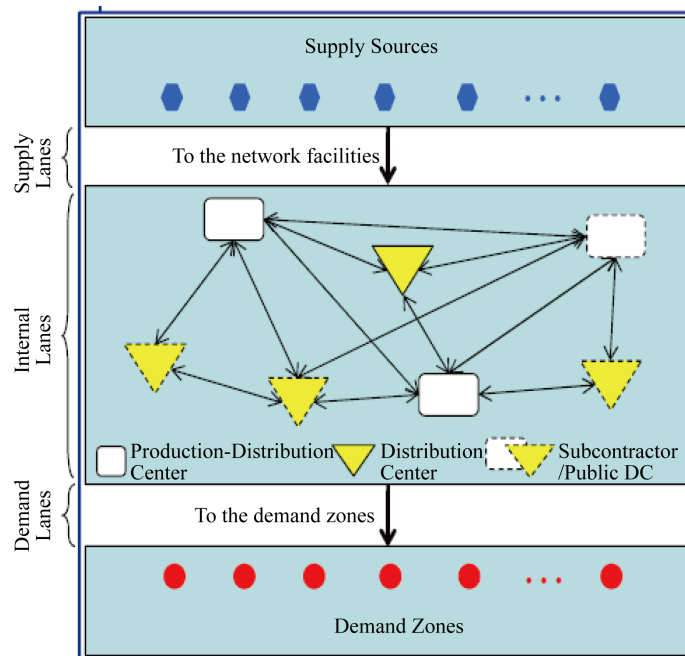 Supply Sources
Supply
Lanes
To the network facilities
Internal
Lanes
Production-Distribution
Center
Distribution
Center
Subcontractor
/Public DC
Demand
Lanes
To the demand zones
Demand Zones